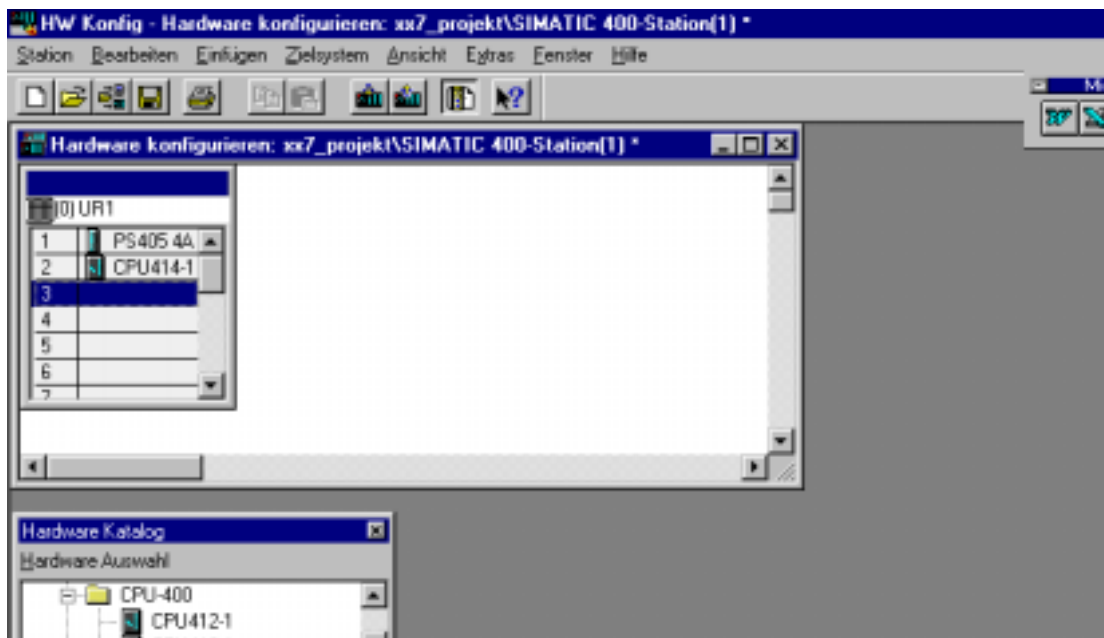 HW Konfig - Hardware konfigurieren: xx7_projekt\SIMATIC 400-Station(1) *
Station Bearbeiten Einfügen Zielsystem Ansicht Extras Fenster Hilfe
Hardware konfigurieren: xx7_projekt\SIMATIC 400-Station(1) *
(0) UR1
1 PS405 4A
2 CPU414-1
3
4
5
6
7
Hardware Katalog
Hardware Auswahl
CPU-400
CPU412-1